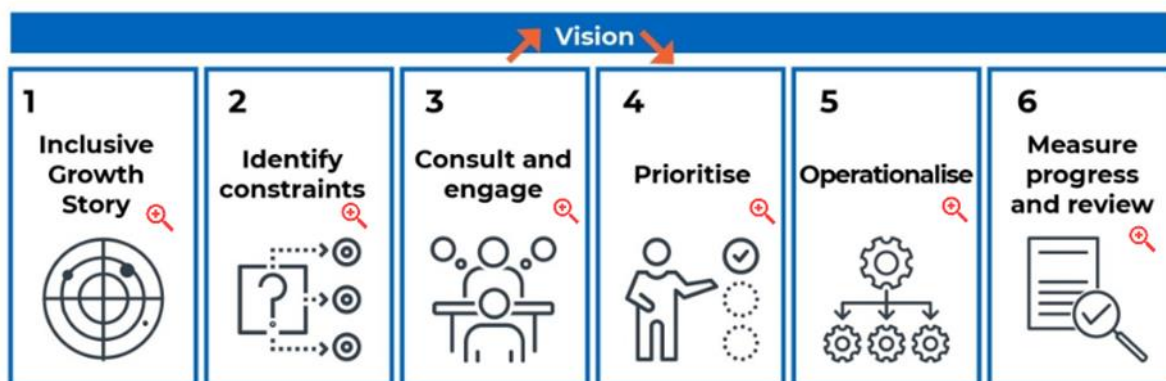 Vision
1
Inclusive
Growth
Story
2
Identify
constraints
3
Consult and
engage
4
Prioritise
5
Operationalise
6
Measure
progress
and review